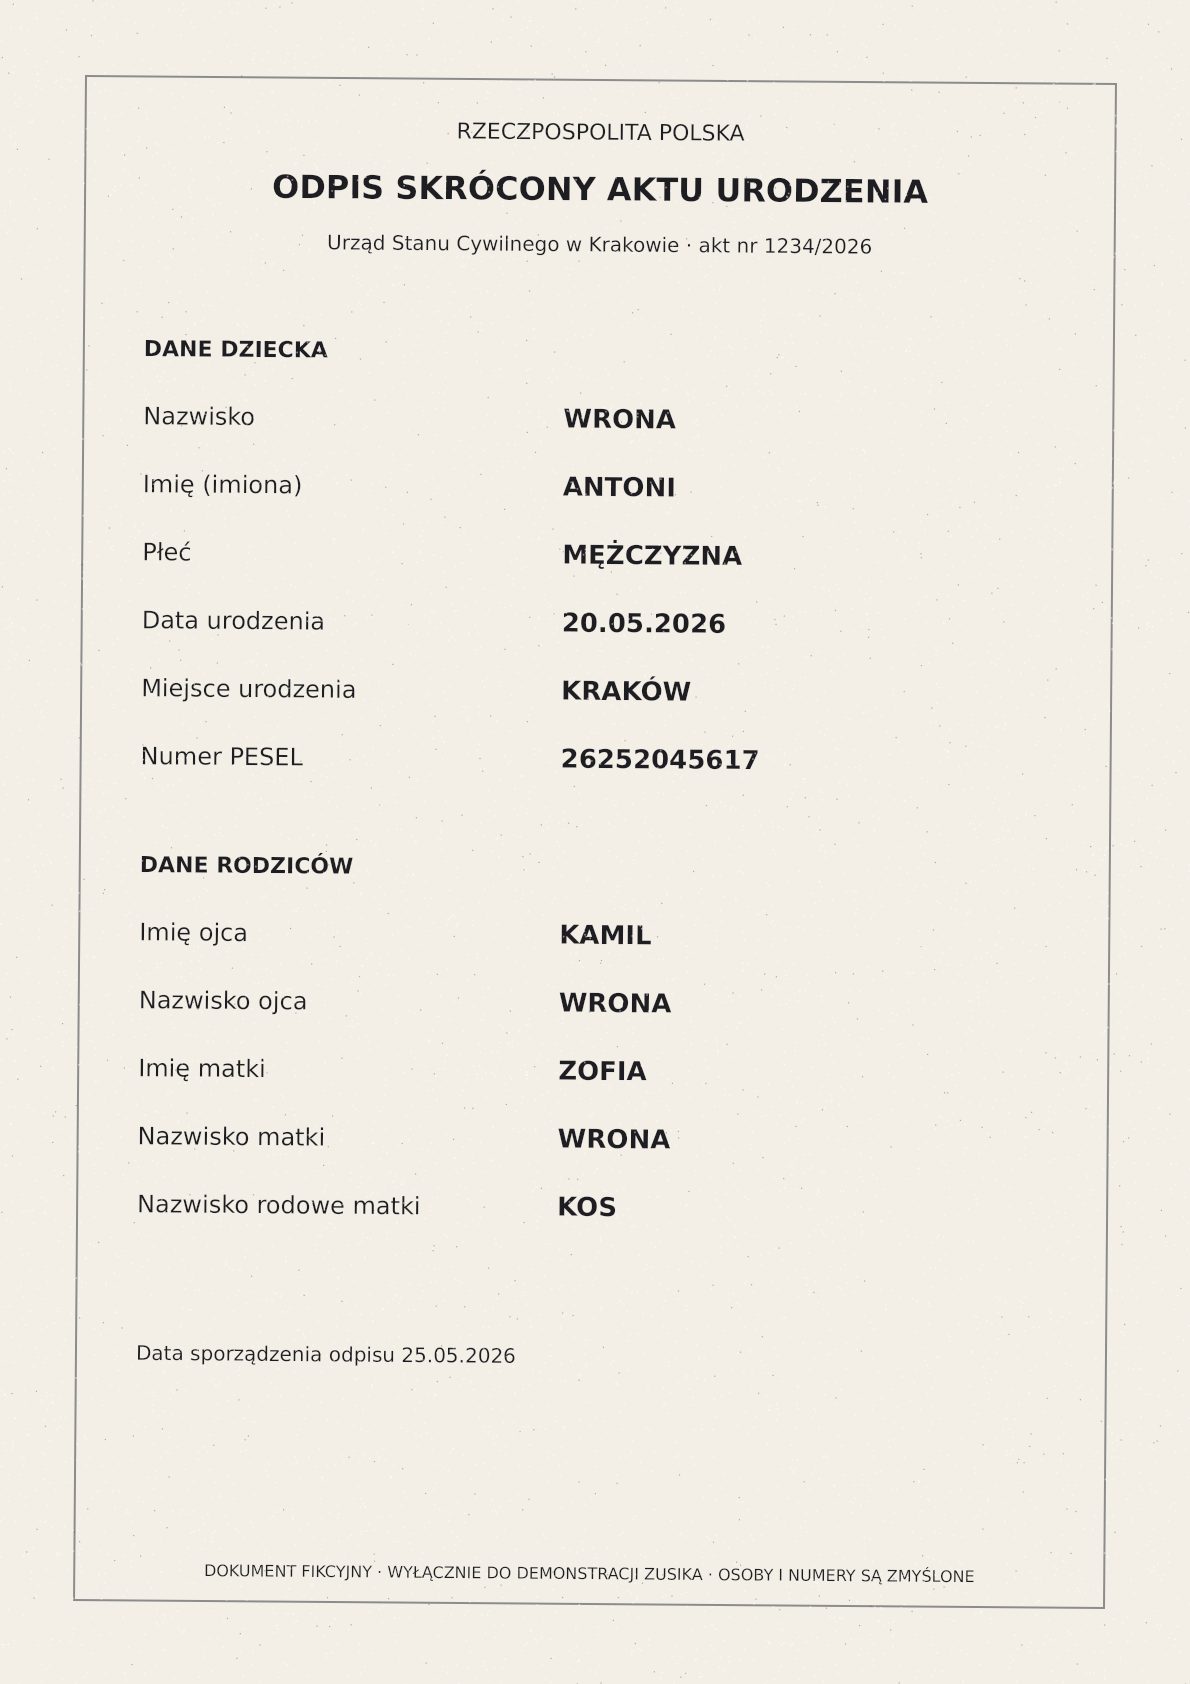 RZECZPOSPOLITA POLSKA
ODPIS SKRÓCONY AKTU URODZENIA
Urząd Stanu Cywilnego w Krakowie · akt nr 1234/2026
DANE DZIECKA
Nazwisko WRONA
Imię (imiona) ANTONI
Płeć MĘŻCZYZNA
Data urodzenia 20.05.2026
Miejsce urodzenia KRAKÓW
Numer PESEL 26252045617
DANE RODZICÓW
Imię ojca KAMIL
Nazwisko ojca WRONA
Imię matki ZOFIA
Nazwisko matki WRONA
Nazwisko rodowe matki KOS
Data sporządzenia odpisu 25.05.2026
DOKUMENT FIKCYJNY · WYŁĄCZNIE DO DEMONSTRACJI ZUSIKA · OSOBY I NUMERY SĄ ZMYŚLONE